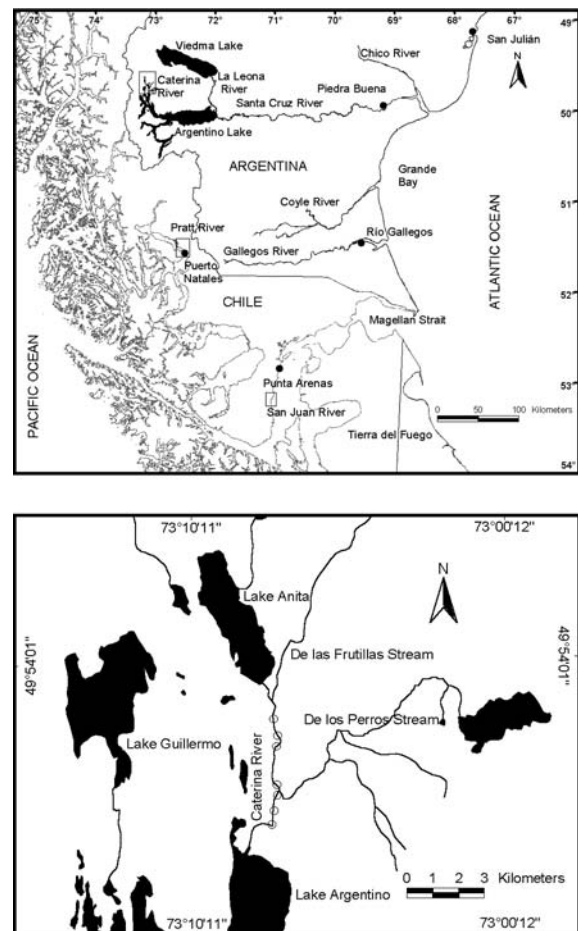 75° 74° 73° 72° 71° 70° 69° 68° 67°
49°
Viedma Lake
Chico River
San Julián
N
Caterina
River
La Leona
River
Piedra Buena
Santa Cruz River
50°
Argentino Lake
ARGENTINA
Grande
Bay
51°
Coyle River
Pratt River
Río Gallegos
Gallegos River
Puerto
Natales
ATLANTIC OCEAN
52°
CHILE
Magellan Strait
PACIFIC OCEAN
Punta Arenas
53°
San Juan River
0 50 100 Kilometers
Tierra del Fuego
54°
73°10'11" 73°00'12"
N
Lake Anita
49°54'01" 49°54'01"
De las Frutillas Stream
De los Perros Stream
Lake Guillermo
Caterina River
0 1 2 3 Kilometers
Lake Argentino
73°10'11" 73°00'12"